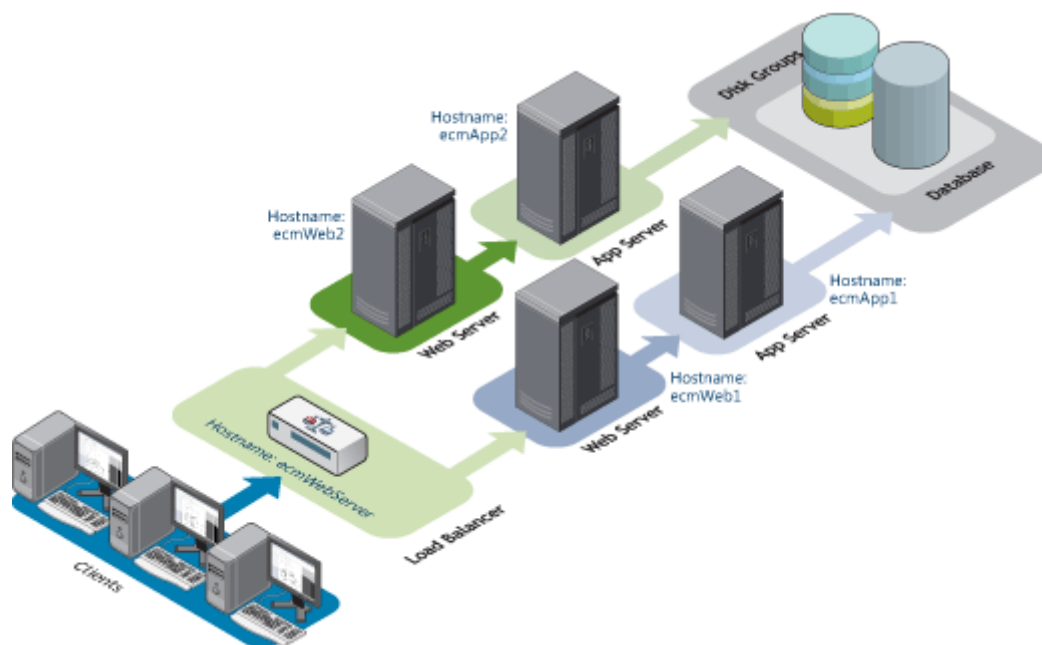 Disk Groups
Hostname:
ecmApp2
Database
Hostname:
ecmWeb2
App Server
Hostname:
ecmApp1
Web Server
App Server
Hostname:
ecmWeb1
Web Server
Hostname: ecmWebServer
Load Balancer
Clients